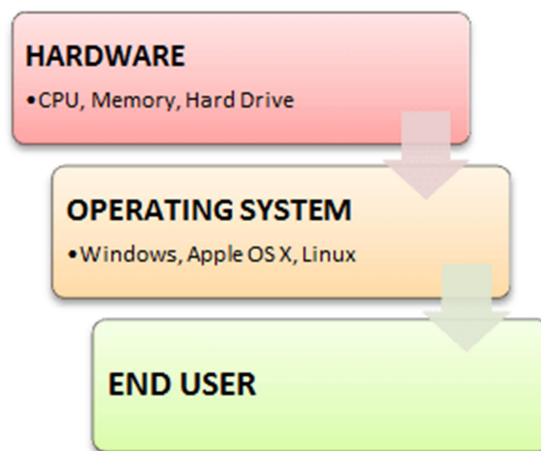 HARDWARE
•CPU, Memory, Hard Drive
OPERATING SYSTEM
•Windows, Apple OS X, Linux
END USER